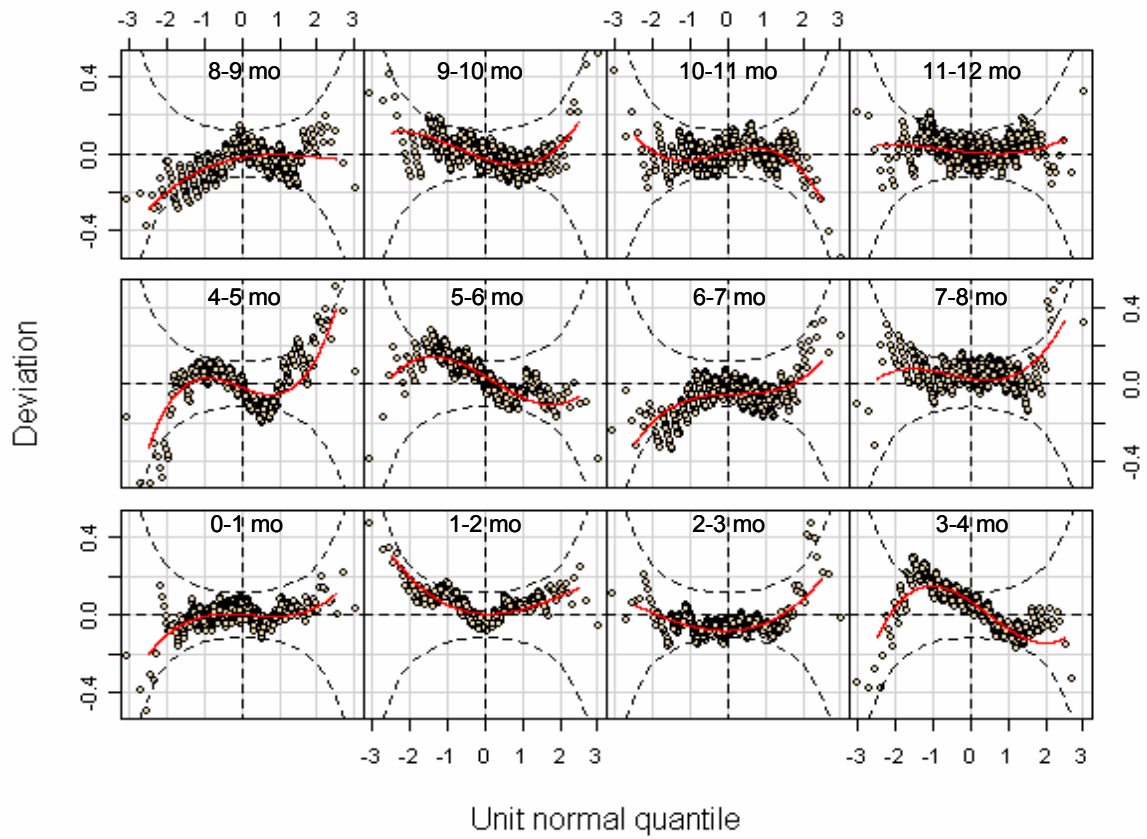 -3 -2 -1 0 1 2 3 -3 -2 -1 0 1 2 3
8-9 mo 9-10 mo 10-11 mo 11-12 mo
0.4
0.0
-0.4
4-5 mo 5-6 mo 6-7 mo 7-8 mo
0.4
0.0
-0.4
Deviation
0-1 mo 1-2 mo 2-3 mo 3-4 mo
0.4
0.0
-0.4
-3 -2 -1 0 1 2 3 -3 -2 -1 0 1 2 3
Unit normal quantile